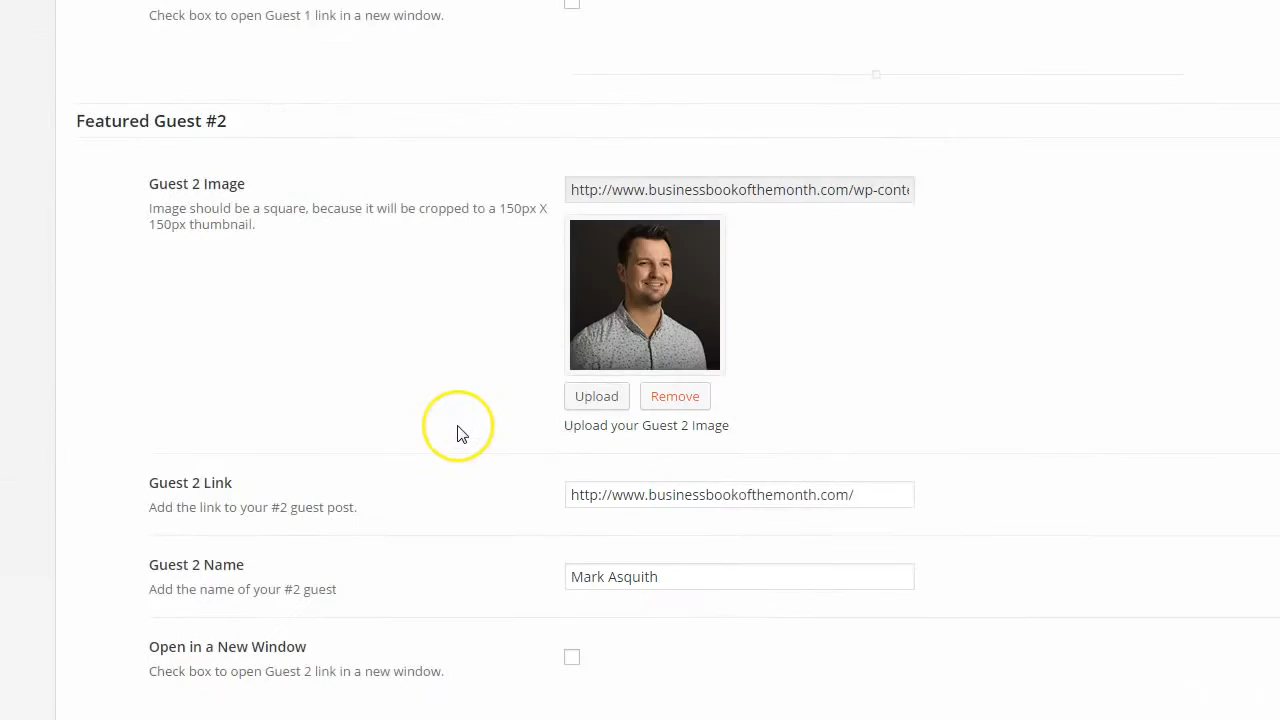 Check box to open Guest 1 link in a new window.
Featured Guest #2
Guest 2 Image
Image should be a square, because it will be cropped to a 150px X
150px thumbnail.
http://www.businessbookofthemonth.com/wp-conte
Upload
Remove
Upload your Guest 2 Image
Guest 2 Link
Add the link to your #2 guest post.
http://www.businessbookofthemonth.com/
Guest 2 Name
Add the name of your #2 guest
Mark Asquith
Open in a New Window
Check box to open Guest 2 link in a new window.